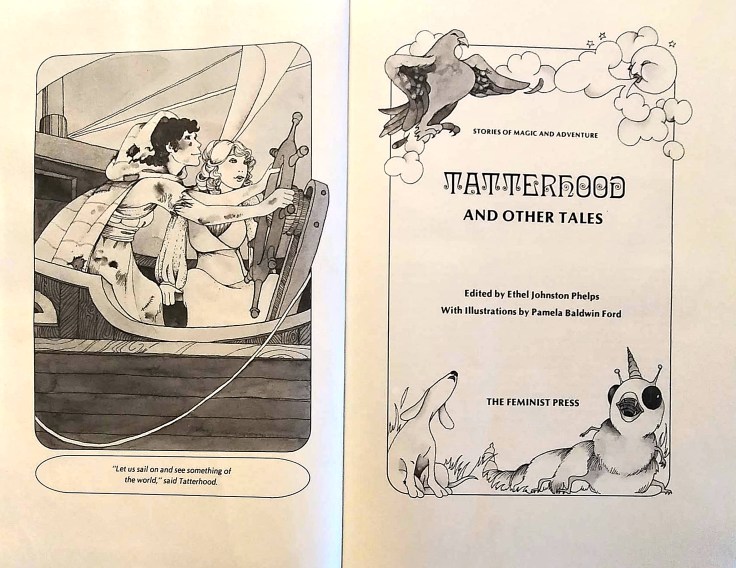 "Let us sail on and see something of
the world," said Tatterhood.
STORIES OF MAGIC AND ADVENTURE
TATTERHOOD
AND OTHER TALES
Edited by Ethel Johnston Phelps
With Illustrations by Pamela Baldwin Ford
THE FEMINIST PRESS